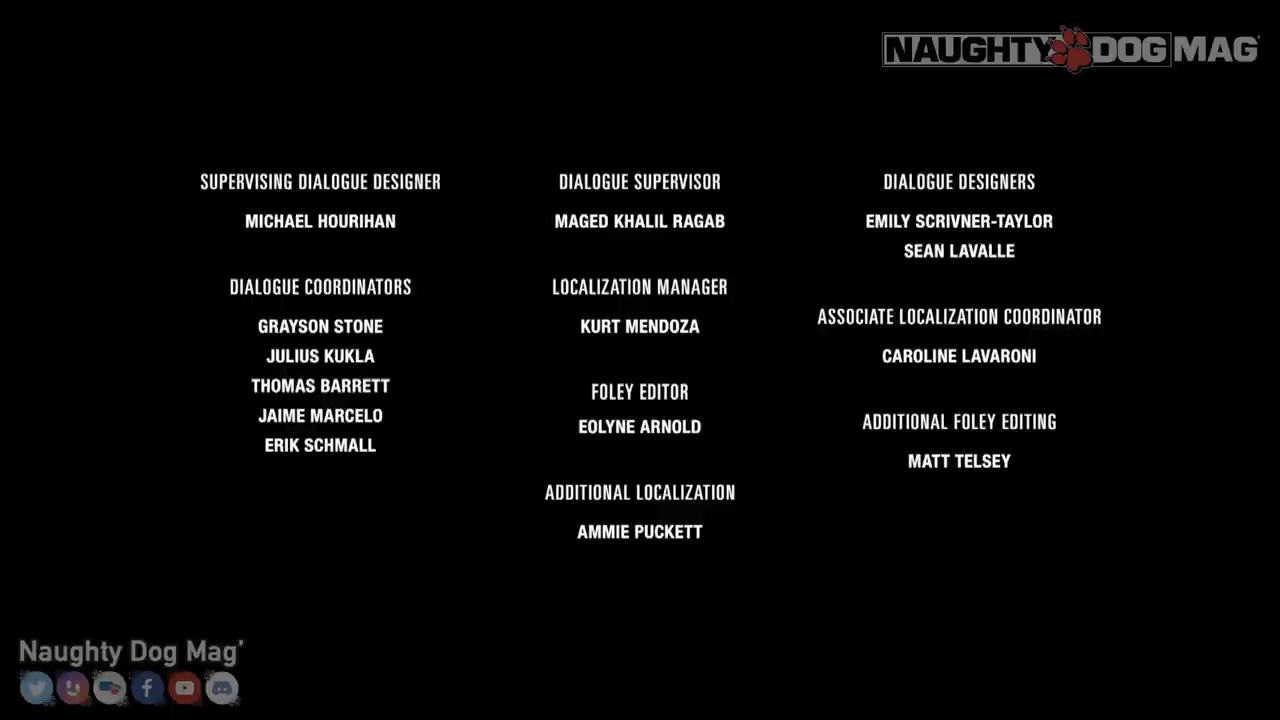 NAUGHTY DOG MAG'
SUPERVISING DIALOGUE DESIGNER
MICHAEL HOURIHAN
DIALOGUE COORDINATORS
GRAYSON STONE
JULIUS KUKLA
THOMAS BARRETT
JAIME MARCELO
ERIK SCHMALL
DIALOGUE SUPERVISOR
MAGED KHALIL RAGAB
LOCALIZATION MANAGER
KURT MENDOZA
FOLEY EDITOR
EOLYNE ARNOLD
ADDITIONAL LOCALIZATION
AMMIE PUCKETT
DIALOGUE DESIGNERS
EMILY SCRIVNER-TAYLOR
SEAN LAVALLE
ASSOCIATE LOCALIZATION COORDINATOR
CAROLINE LAVARONI
ADDITIONAL FOLEY EDITING
MATT TELSEY
Naughty Dog Mag'